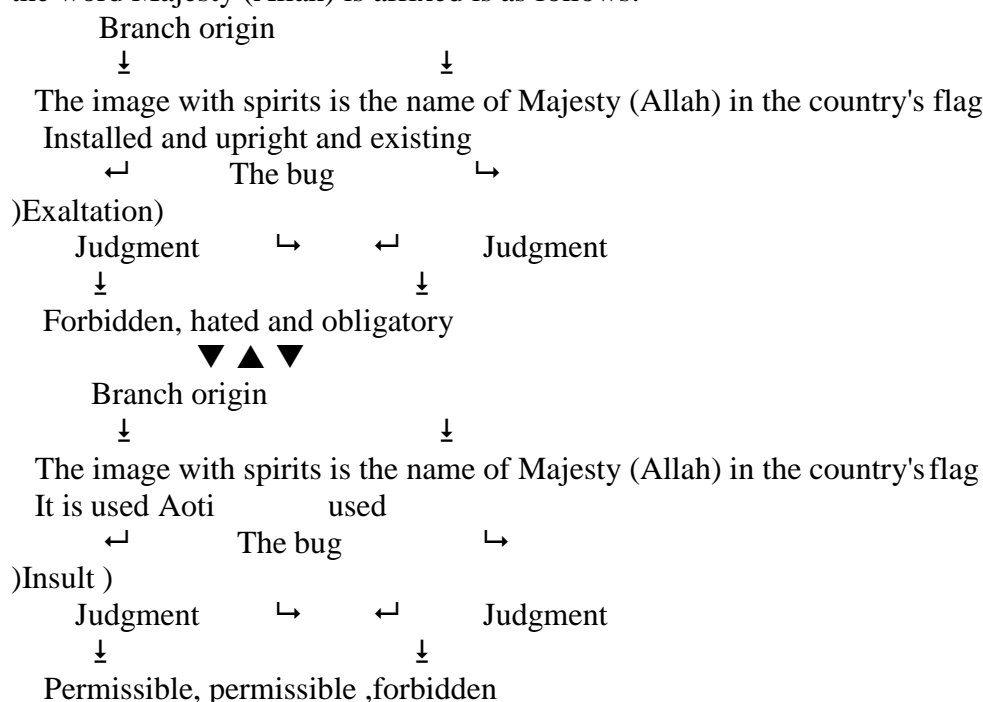 the word Majesty (Allah) is affixed is as follows:
Branch origin
↓ ↓
The image with spirits is the name of Majesty (Allah) in the country's flag
Installed and upright and existing
↵ The bug ↳
)Exaltation)
Judgment ↳ ↵ Judgment
↓ ↓
Forbidden, hated and obligatory
▼ ▲ ▼
Branch origin
↓ ↓
The image with spirits is the name of Majesty (Allah) in the country's flag
It is used Aoti used
↵ The bug ↳
)Insult )
Judgment ↳ ↵ Judgment
↓ ↓
Permissible, permissible ,forbidden